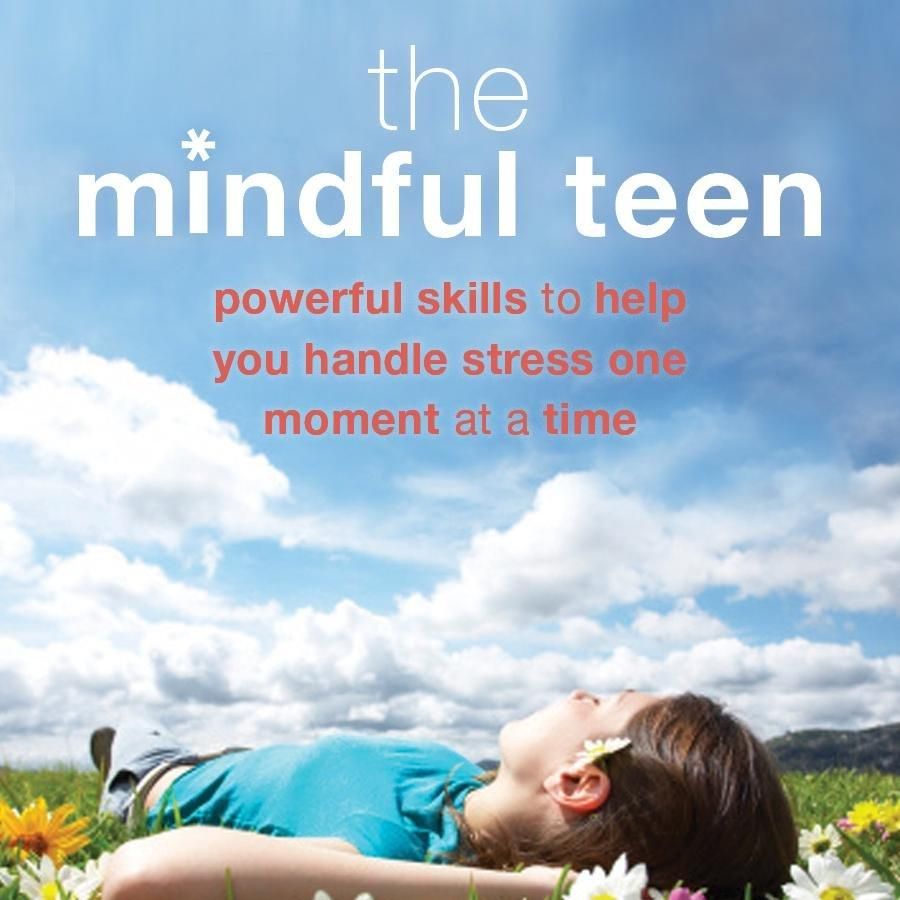 the
mindful teen
powerful skills to help
you handle stress one
moment at a time